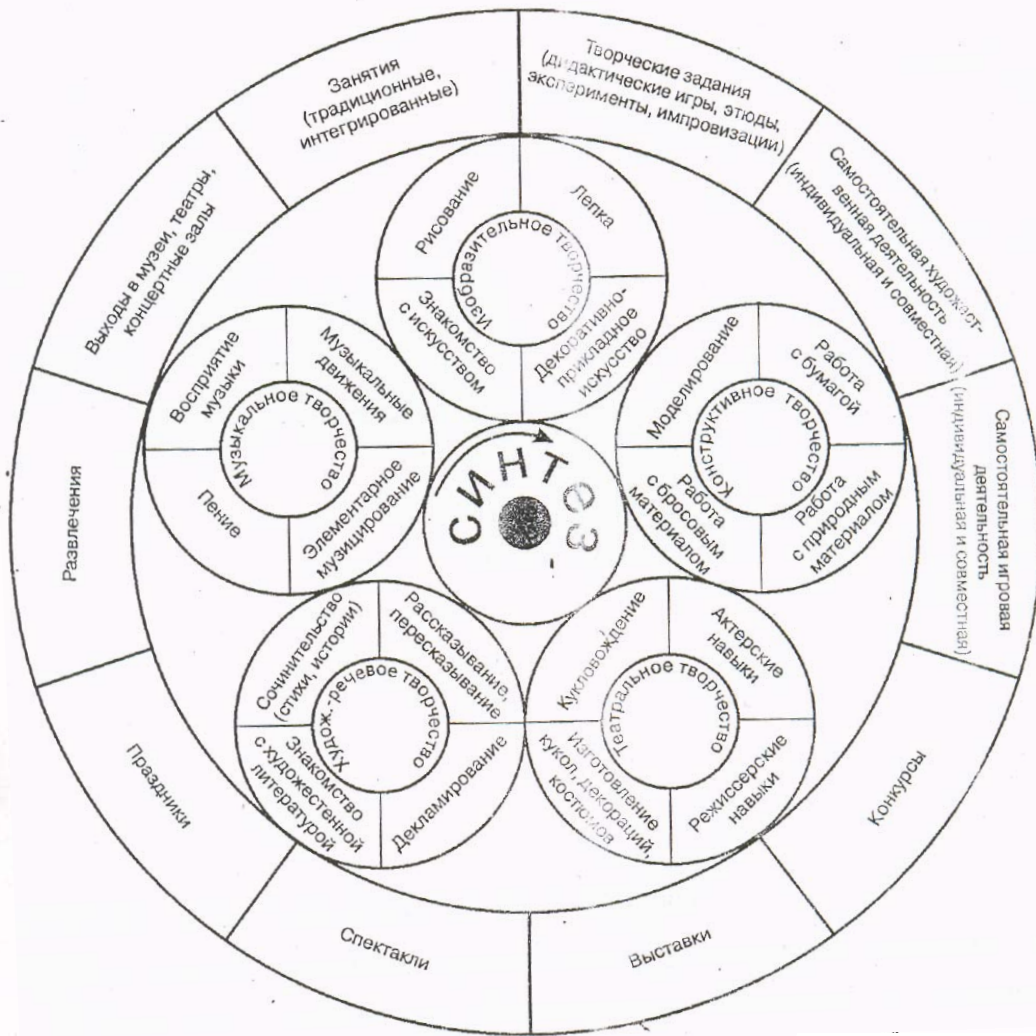 Занятия
(традиционные,
интегрированные)
Творческие задания
(дидактические игры, этюды,
эксперименты, импровизации)
Самостоятельная художест-
венная деятельность
(индивидуальная и совместная)
Самостоятельная игровая
деятельность
(индивидуальная и совместная)
Конкурсы
Выставки
Спектакли
Праздники
Развлечения
Выходы в музеи, театры,
концертные залы
Изобразительное творчество
Рисование
Лепка
Декоративно-
прикладное
искусство
Знакомство
с искусством
Конструктивное творчество
Моделирование
Работа
с бумагой
Работа
с природным
материалом
Работа
с бросовым
материалом
Театральное творчество
Кукловождение
Актерские
навыки
Режиссерские
навыки
Изготовление
кукол, декораций,
костюмов
Худож.-речевое творчество
Сочинительство
(стихи, истории)
Рассказывание,
пересказывание
Декламирование
Знакомство
с художестенной
литературой
Музыкальное творчество
Восприятие
музыки
Музыкальные
движения
Элементарное
музицирование
Пение
синтез